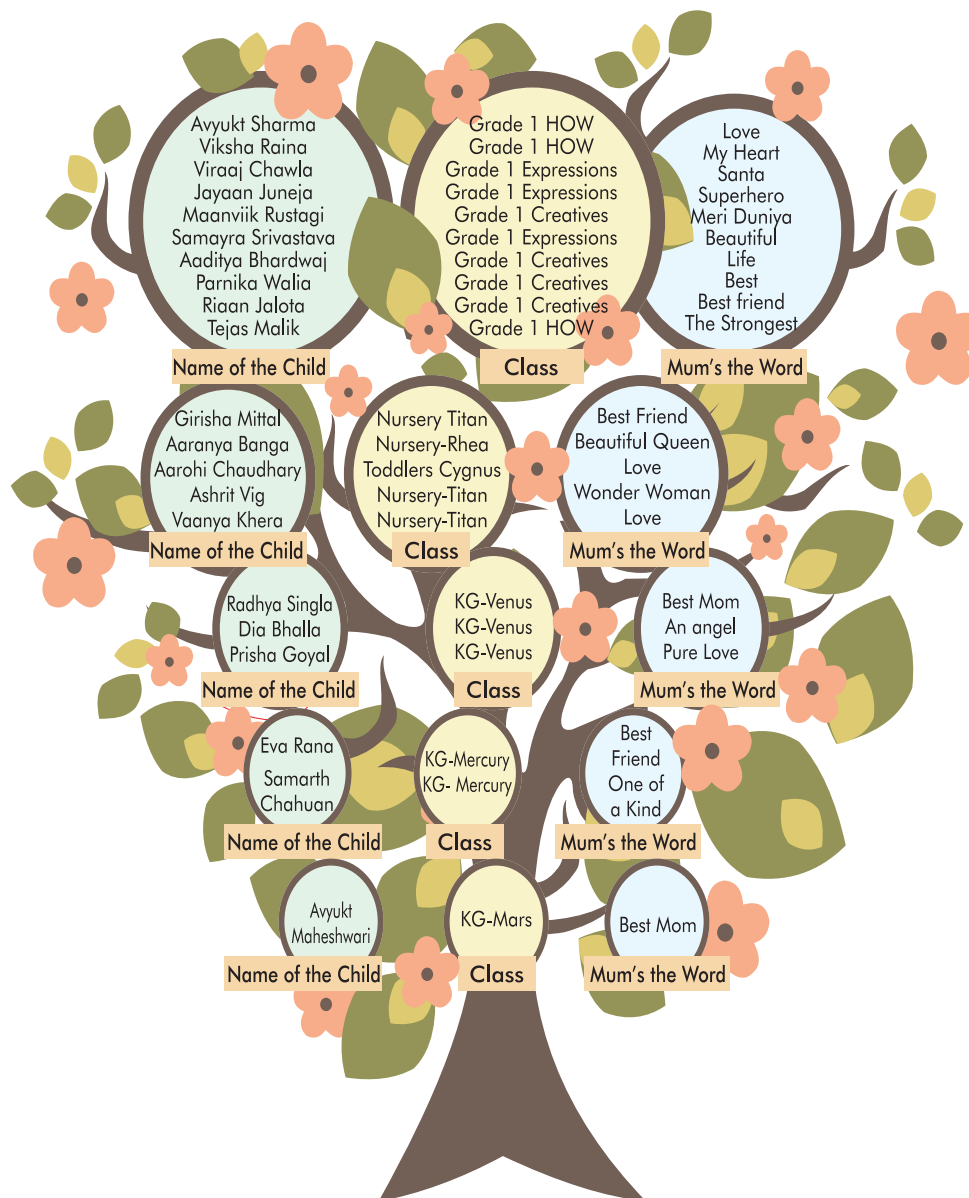 Avyukt Sharma
Viksha Raina
Viraaj Chawla
Jayaan Juneja
Maanviik Rustagi
Samayra Srivastava
Aaditya Bhardwaj
Parnika Walia
Riaan Jalota
Tejas Malik
Name of the Child
Grade 1 HOW
Grade 1 HOW
Grade 1 Expressions
Grade 1 Expressions
Grade 1 Creatives
Grade 1 Expressions
Grade 1 Creatives
Grade 1 Creatives
Grade 1 Creatives
Grade 1 HOW
Class
Love
My Heart
Santa
Superhero
Meri Duniya
Beautiful
Life
Best
Best friend
The Strongest
Mum's the Word
Girisha Mittal
Aaranya Banga
Aarohi Chaudhary
Ashrit Vig
Vaanya Khera
Name of the Child
Nursery Titan
Nursery-Rhea
Toddlers Cygnus
Nursery-Titan
Nursery-Titan
Class
Best Friend
Beautiful Queen
Love
Wonder Woman
Love
Mum's the Word
Radhya Singla
Dia Bhalla
Prisha Goyal
Name of the Child
KG-Venus
KG-Venus
KG-Venus
Class
Best Mom
An angel
Pure Love
Mum's the Word
Eva Rana
Samarth
Chahuan
Name of the Child
KG-Mercury
KG- Mercury
Class
Best
Friend
One of
a Kind
Mum's the Word
Avyukt
Maheshwari
Name of the Child
KG-Mars
Class
Best Mom
Mum's the Word